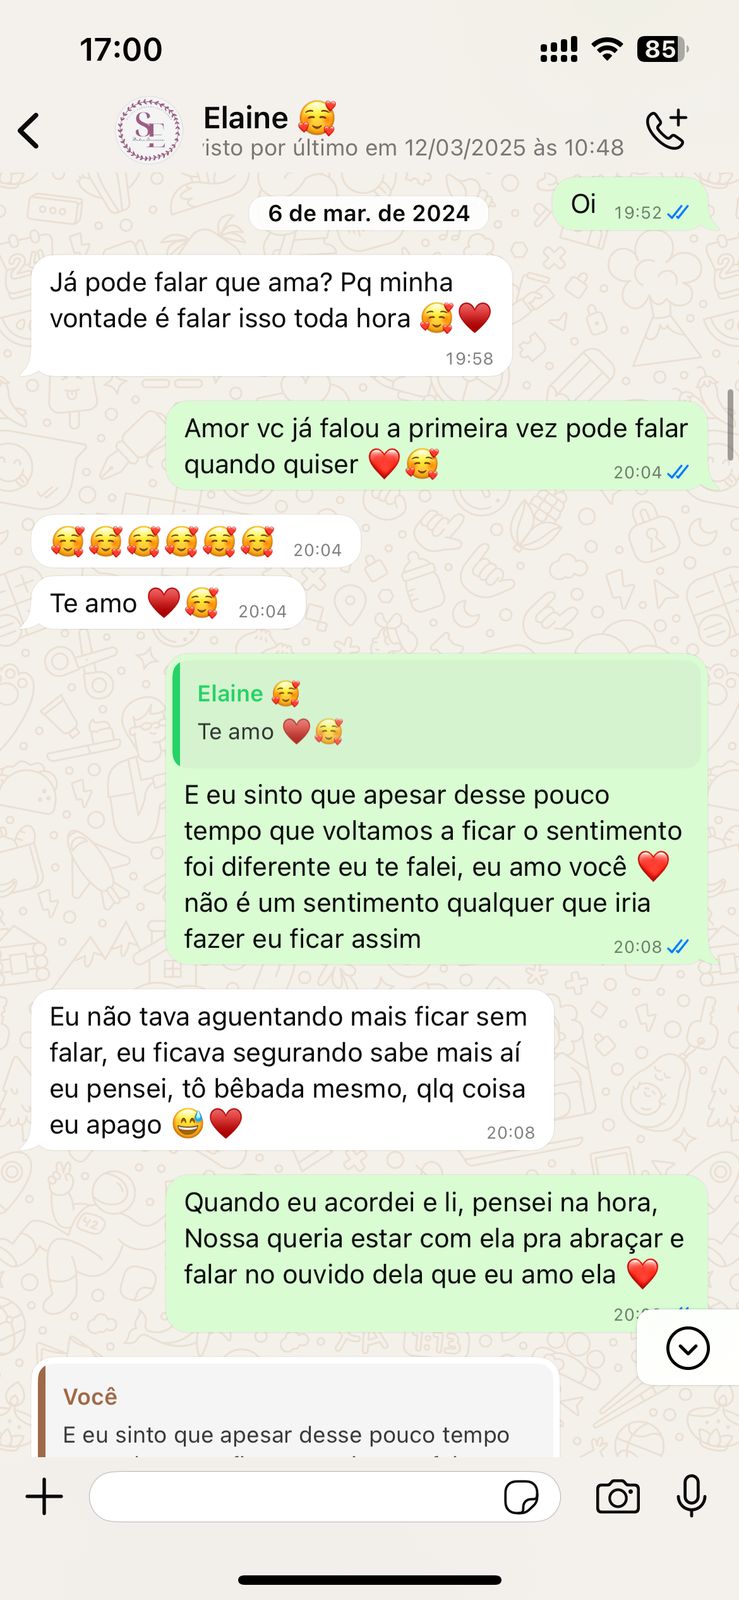 17:00
85
Elaine 🥰
isto por último em 12/03/2025 às 10:48
SE
Oi 19:52
6 de mar. de 2024
Já pode falar que ama? Pq minha
vontade é falar isso toda hora 🥰♥️
19:58
Amor vc já falou a primeira vez pode falar
quando quiser ❤️🥰
20:04
🥰🥰🥰🥰🥰🥰 20:04
Te amo ♥️🥰 20:04
Elaine 🥰
Te amo ♥️🥰
E eu sinto que apesar desse pouco
tempo que voltamos a ficar o sentimento
foi diferente eu te falei, eu amo você ❤️
não é um sentimento qualquer que iria
fazer eu ficar assim
20:08
Eu não tava aguentando mais ficar sem
falar, eu ficava segurando sabe mais aí
eu pensei, tô bêbada mesmo, qlq coisa
eu apago 😅♥️
20:08
Quando eu acordei e li, pensei na hora,
Nossa queria estar com ela pra abraçar e
falar no ouvido dela que eu amo ela ❤️
Você
E eu sinto que apesar desse pouco tempo